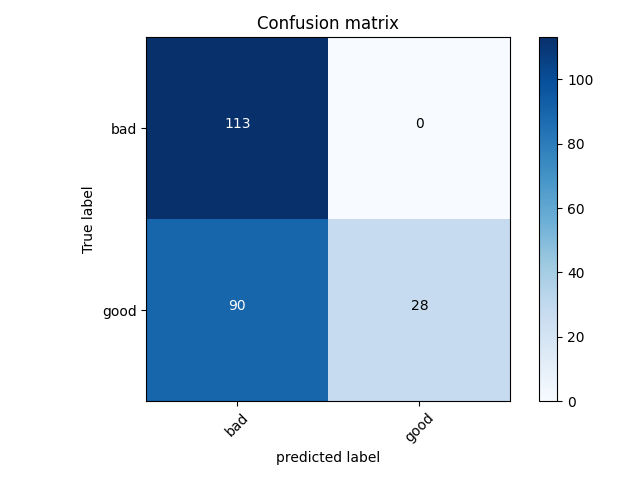 Confusion matrix
True label
bad
113
0
good
90
28
bad
good
predicted label
100
80
60
40
20
0